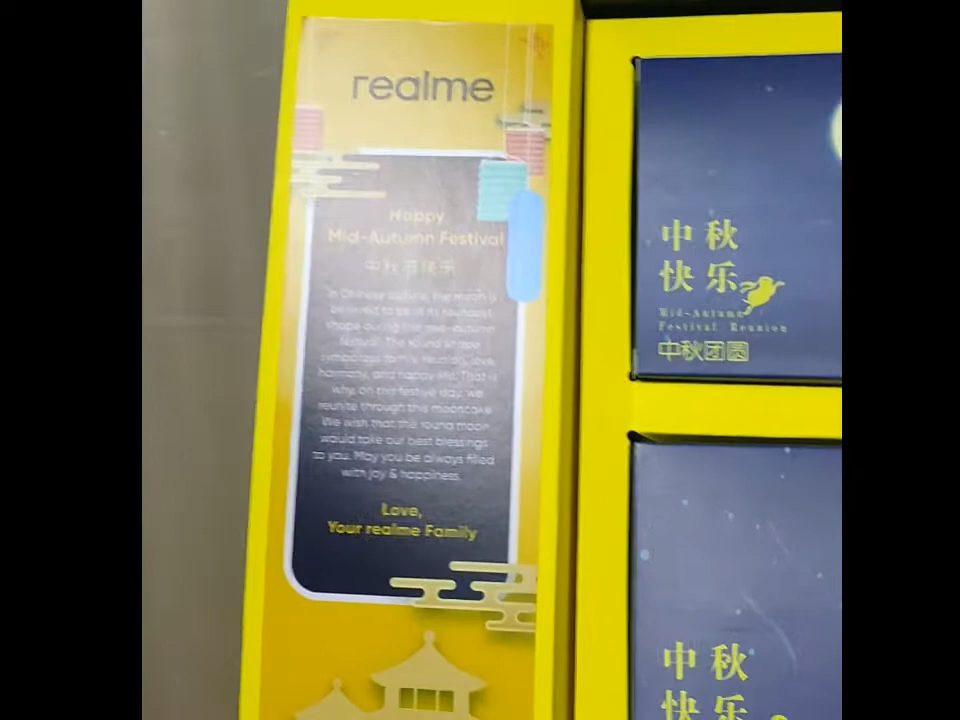 realme
Happy
Mid-Autumn Festival
中秋节快乐
In Chinese culture, the moon is
believed to be at its roundest
shape during the mid-autumn
festival. The round shape
symbolizes family reunion, love,
harmony, and happy life. That is
why, on this festive day, we
reunite through this mooncake.
We wish that the round moon
would take our best blessings
to you. May you be always filled
with joy & happiness.
Love,
Your realme Family
中秋
快乐
Mid-Autumn
Festival Reunion
中秋团圆
中秋
快乐